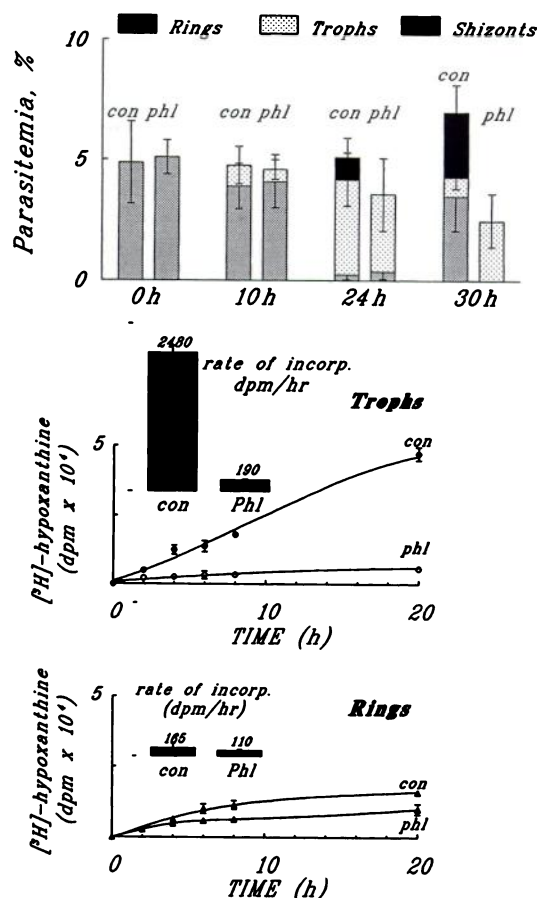 10
Rings Trophs Shizonts
con
con phl con phl con phl phl
5
0
Parasitemia, %
0h 10h 24h 30h
2480
rate of incorp.
dpm/hr
Trophs
con
5
190
con Phl
phl
[³H]-hypoxanthine
(dpm x 10⁴)
0 10 20
TIME (h)
rate of incorp.
(dpm/hr)
Rings
5
165 110
con Phl
con
phl
[³H]-hypoxanthine
(dpm x 10⁴)
0 10 20
TIME (h)